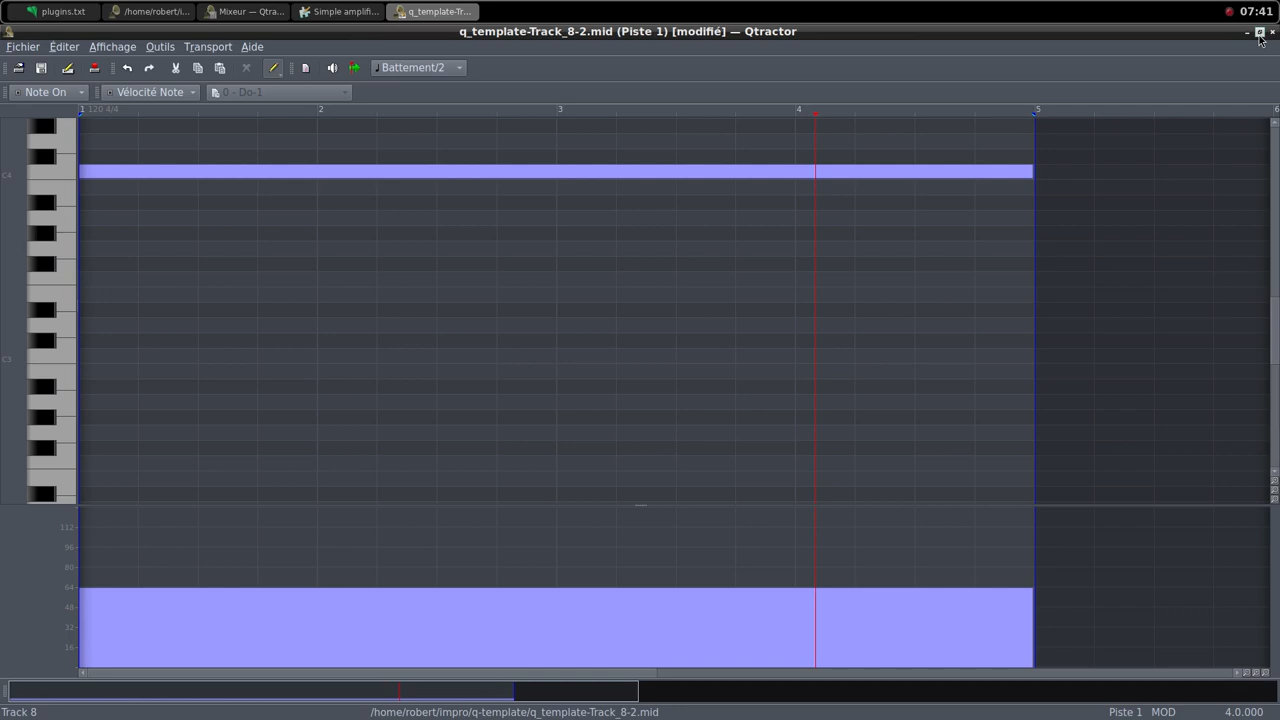 plugins.txt /home/robert/i... Mixeur — Qtra... Simple amplifi... q_template-Tr... 07:41
q_template-Track_8-2.mid (Piste 1) [modifié] — Qtractor
Fichier Éditer Affichage Outils Transport Aide
Battement/2
Note On Vélocité Note 0 - Do-1
1 120 4/4 2 3 4 5 6
C4
C3
112
96
80
64
48
32
16
Track 8 /home/robert/impro/q-template/q_template-Track_8-2.mid Piste 1 MOD 4.0.000